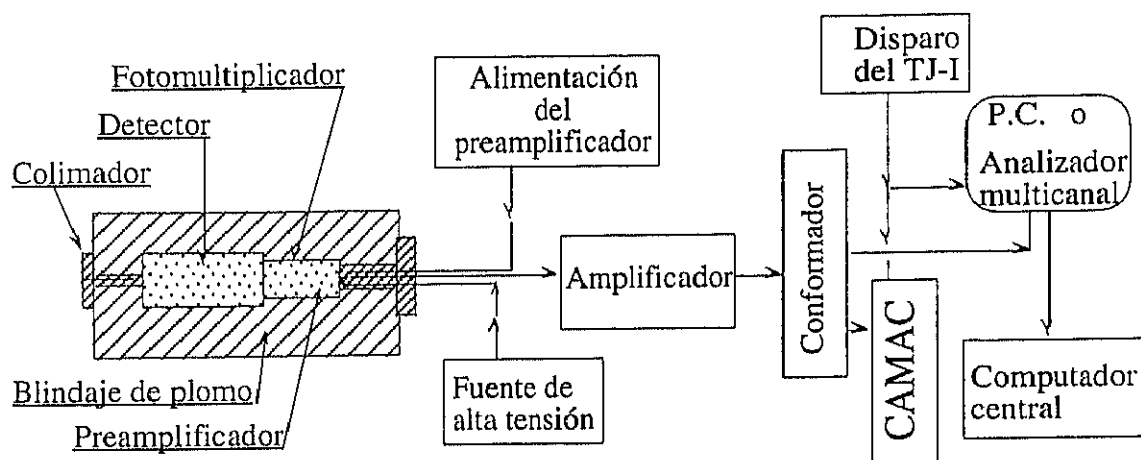 Fotomultiplicador
Detector
Colimador
Blindaje de plomo
Preamplificador
Alimentación
del
preamplificador
Fuente de
alta tensión
Amplificador
Conformador
Disparo
del TJ-I
CAMAC
P.C. o
Analizador
multicanal
Computador
central